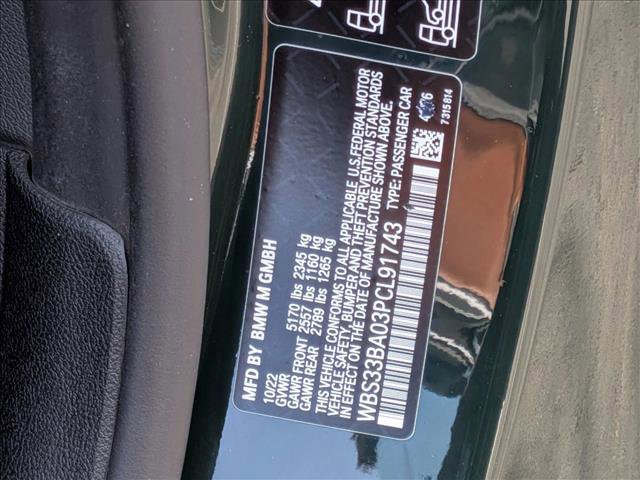 MFD BY BMW M GMBH
10/22
GVWR 5170 lbs 2345 kg
GAWR FRONT 2557 lbs 1160 kg
GAWR REAR 2789 lbs 1265 kg
THIS VEHICLE CONFORMS TO ALL APPLICABLE U.S. FEDERAL MOTOR
VEHICLE SAFETY, BUMPER AND THEFT PREVENTION STANDARDS
IN EFFECT ON THE DATE OF MANUFACTURE SHOWN ABOVE.
WBS33BA03PCL91743 TYPE: PASSENGER CAR
7315814